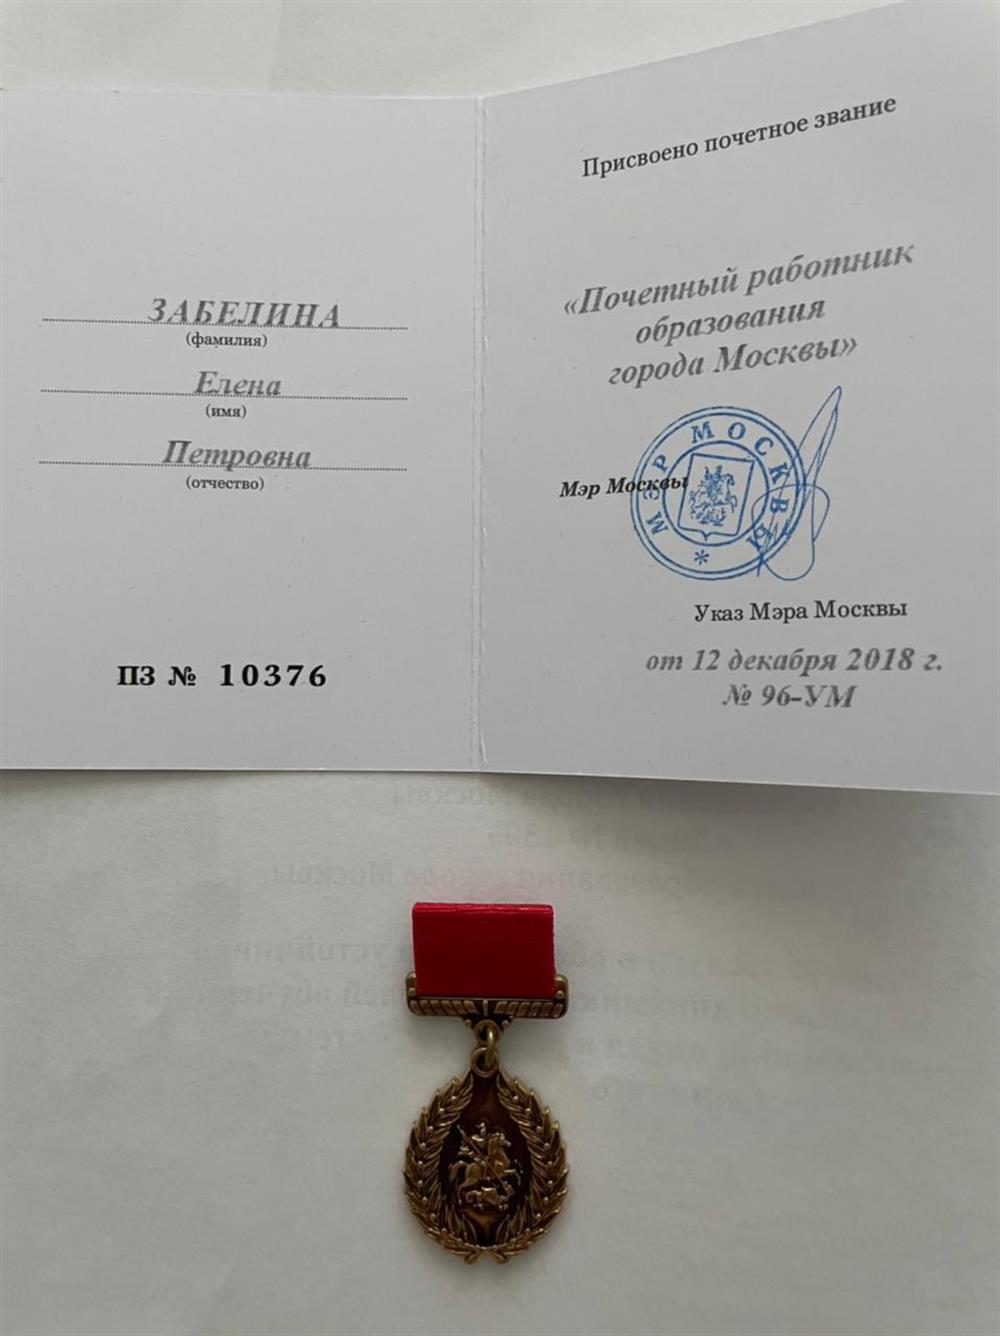 ЗАБЕЛИНА
(фамилия)
Елена
(имя)
Петровна
(отчество)
ПЗ № 10376
Присвоено почетное звание
«Почетный работник
образования
города Москвы»
Мэр Москвы
МЭР МОСКВЫ
Указ Мэра Москвы
от 12 декабря 2018 г.
№ 96-УМ